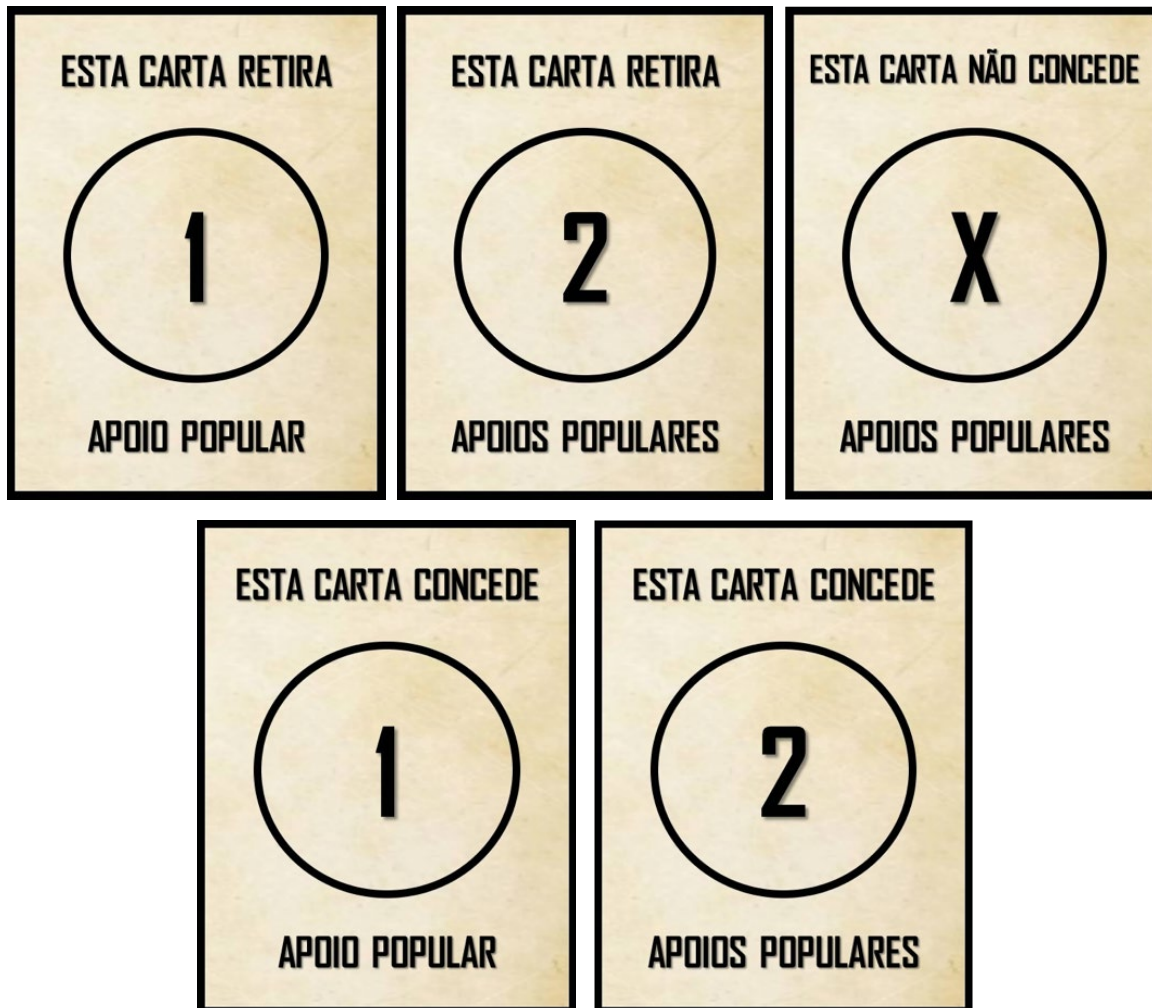 ESTA CARTA RETIRA
1
APOIO POPULAR
ESTA CARTA RETIRA
2
APOIOS POPULARES
ESTA CARTA NÃO CONCEDE
X
APOIOS POPULARES
ESTA CARTA CONCEDE
1
APOIO POPULAR
ESTA CARTA CONCEDE
2
APOIOS POPULARES